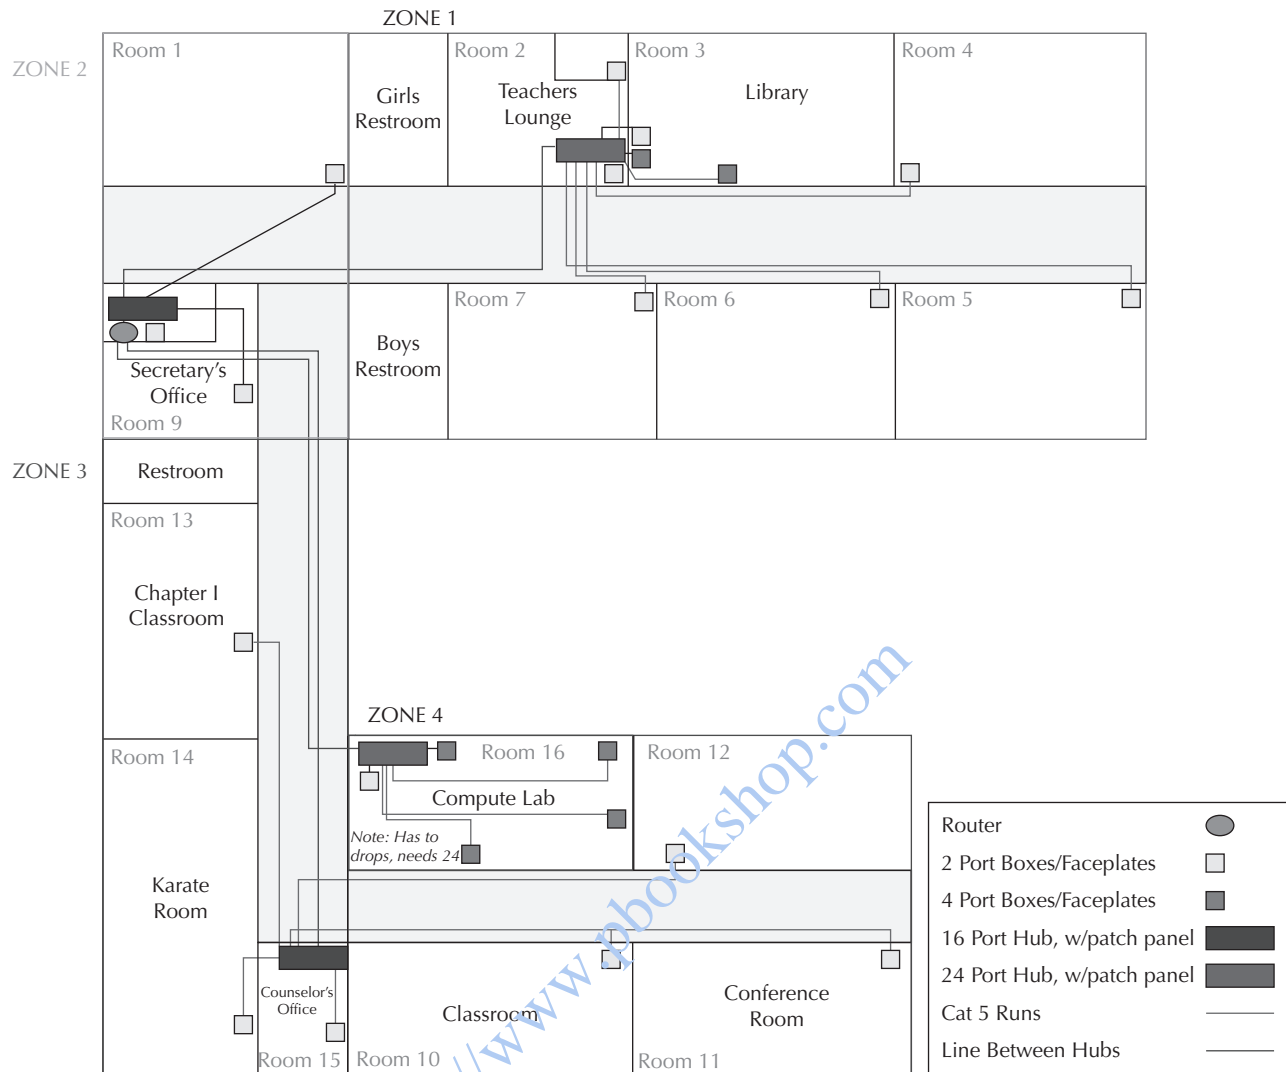 ZONE 1
ZONE 2
Room 1
Girls
Restroom
Room 2
Teachers
Lounge
Room 3
Library
Room 4
Secretary's
Office
Room 9
Boys
Restroom
Room 7
Room 6
Room 5
ZONE 3
Restroom
Room 13
Chapter I
Classroom
Room 14
Karate
Room
ZONE 4
Room 16
Compute Lab
Note: Has to
drops, needs 24
Room 12
Counselor's
Office
Room 15
Classroom
Room 10
Conference
Room
Room 11
Router
2 Port Boxes/Faceplates
4 Port Boxes/Faceplates
16 Port Hub, w/patch panel
24 Port Hub, w/patch panel
Cat 5 Runs
Line Between Hubs
//www.pbookshop.com